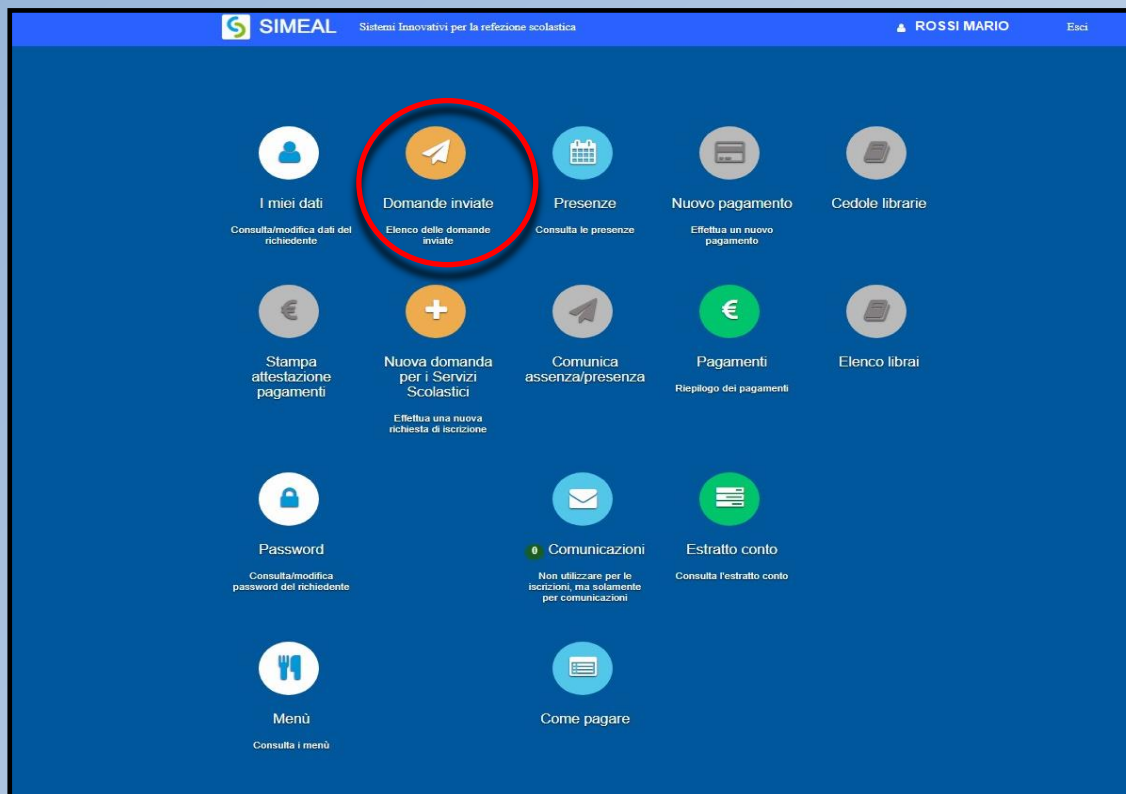 SIMEAL Sistemi Innovativi per la refezione scolastica ROSSI MARIO Esci
I miei dati
Consulta/modifica dati del
richiedente
Domande inviate
Elenco delle domande
inviate
Presenze
Consulta le presenze
Nuovo pagamento
Effettua un nuovo
pagamento
Cedole librarie
€
Stampa
attestazione
pagamenti
Nuova domanda
per i Servizi
Scolastici
Effettua una nuova
richiesta di iscrizione
Comunica
assenza/presenza
€
Pagamenti
Riepilogo dei pagamenti
Elenco librai
Password
Consulta/modifica
password del richiedente
0 Comunicazioni
Non utilizzare per le
iscrizioni, ma solamente
per comunicazioni
Estratto conto
Consulta l'estratto conto
Menù
Consulta i menù
Come pagare